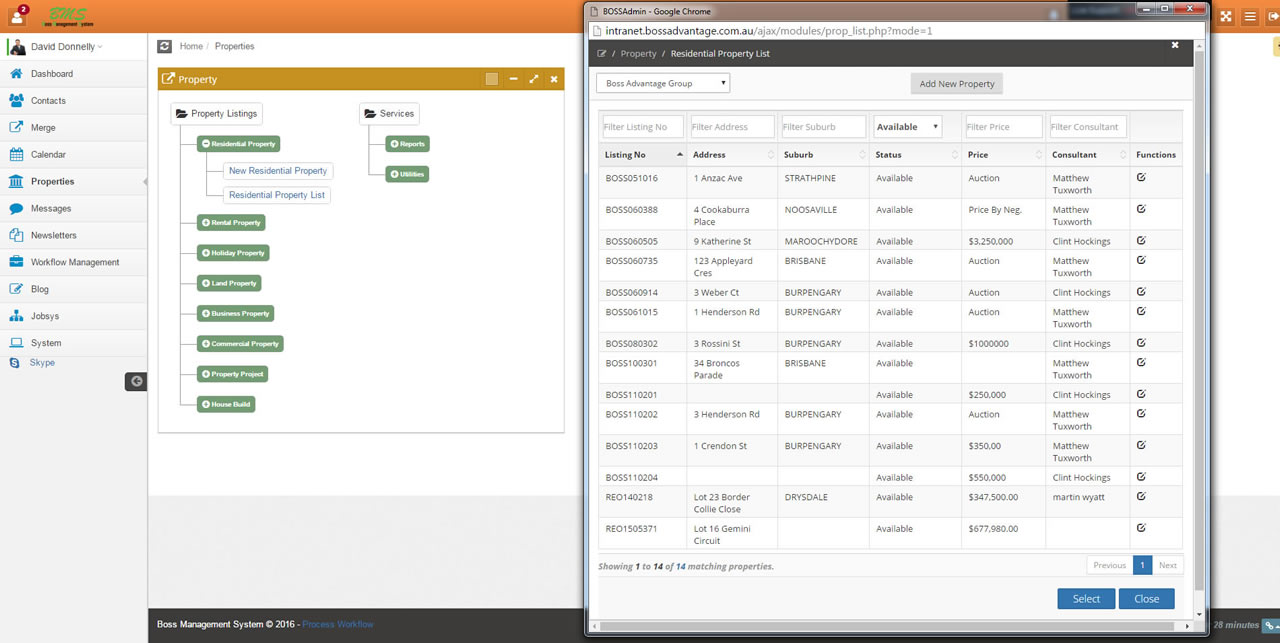 2
BMS
Boss Management System
David Donnelly
Dashboard
Contacts
Merge
Calendar
Properties
Messages
Newsletters
Workflow Management
Blog
Jobsys
System
Skype
Home / Properties
Property
Property Listings
Residential Property
New Residential Property
Residential Property List
Rental Property
Holiday Property
Land Property
Business Property
Commercial Property
Property Project
House Build
Services
Reports
Utilities
Boss Management System © 2016 - Process Workflow
BOSSAdmin - Google Chrome
intranet.bossadvantage.com.au/ajax/modules/prop_list.php?mode=1
/ Property / Residential Property List
Boss Advantage Group
Add New Property
Filter Listing No Filter Address Filter Suburb Available Filter Price Filter Consultant
Listing No Address Suburb Status Price Consultant Functions
BOSS051016 1 Anzac Ave STRATHPINE Available Auction Matthew
Tuxworth
BOSS060388 4 Cookaburra NOOSAVILLE Available Price By Neg. Matthew
Place Tuxworth
BOSS060505 9 Katherine St MAROOCHYDORE Available $3,250,000 Clint Hockings
BOSS060735 123 Appleyard BRISBANE Available Auction Matthew
Cres Tuxworth
BOSS060914 3 Weber Ct BURPENGARY Available Auction Clint Hockings
BOSS061015 1 Henderson Rd BURPENGARY Available Auction Matthew
Tuxworth
BOSS080302 3 Rossini St BURPENGARY Available $1000000 Clint Hockings
BOSS100301 34 Broncos BRISBANE Available Matthew
Parade Tuxworth
BOSS110201 Available $250,000 Clint Hockings
BOSS110202 3 Henderson Rd BURPENGARY Available Auction Matthew
Tuxworth
BOSS110203 1 Crendon St BURPENGARY Available $350,00 Matthew
Tuxworth
BOSS110204 Available $550,000 Clint Hockings
REO140218 Lot 23 Border DRYSDALE Available $347,500.00 martin wyatt
Collie Close
REO1505371 Lot 16 Gemini Available $677,980.00
Circuit
Showing 1 to 14 of 14 matching properties.
Previous 1 Next
Select Close
28 minutes